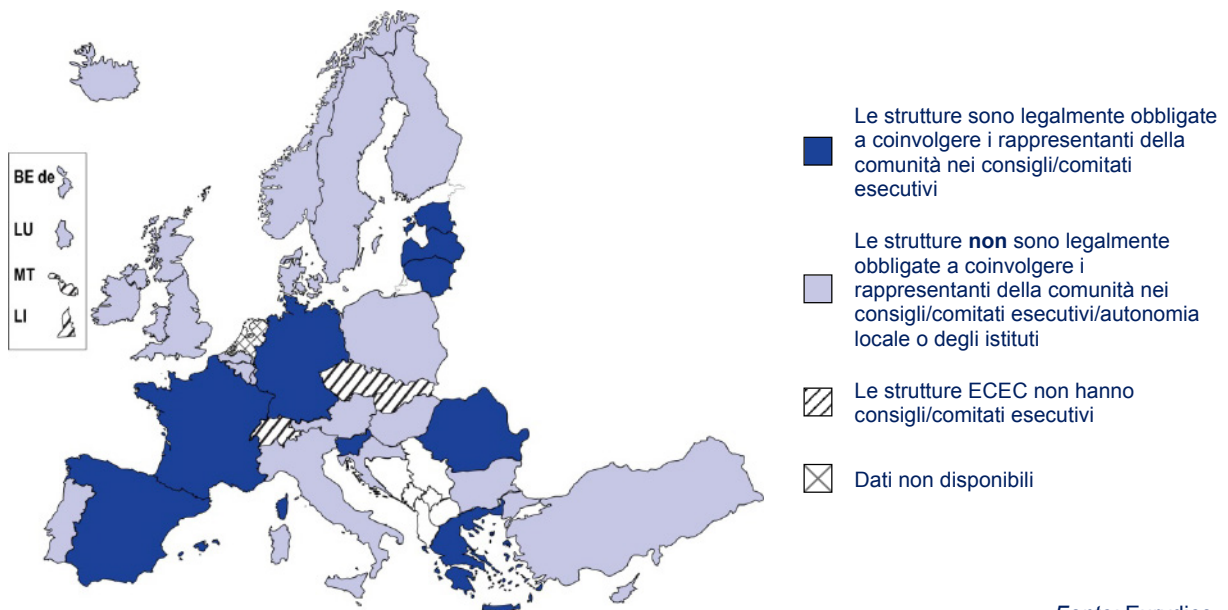 BE de
LU
MT
LI
Le strutture sono legalmente obbligate
a coinvolgere i rappresentanti della
comunità nei consigli/comitati
esecutivi
Le strutture non sono legalmente
obbligate a coinvolgere i
rappresentanti della comunità nei
consigli/comitati esecutivi/autonomia
locale o degli istituti
Le strutture ECEC non hanno
consigli/comitati esecutivi
Dati non disponibili